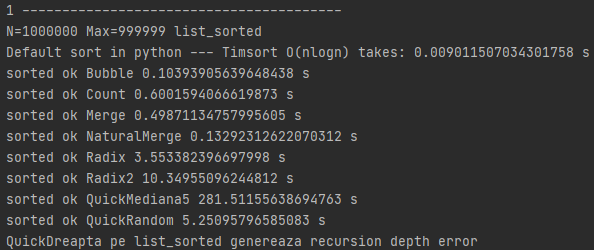 1 ----------------------------------------
N=1000000 Max=999999 list_sorted
Default sort in python --- Timsort O(nlogn) takes: 0.009011507034301758 s
sorted ok Bubble 0.10393905639648438 s
sorted ok Count 0.6001594066619873 s
sorted ok Merge 0.49871134757995605 s
sorted ok NaturalMerge 0.13292312622070312 s
sorted ok Radix 3.553382396697998 s
sorted ok Radix2 10.34955096244812 s
sorted ok QuickMediana5 281.51155638694763 s
sorted ok QuickRandom 5.25095796585083 s
QuickDreapta pe list_sorted genereaza recursion depth error